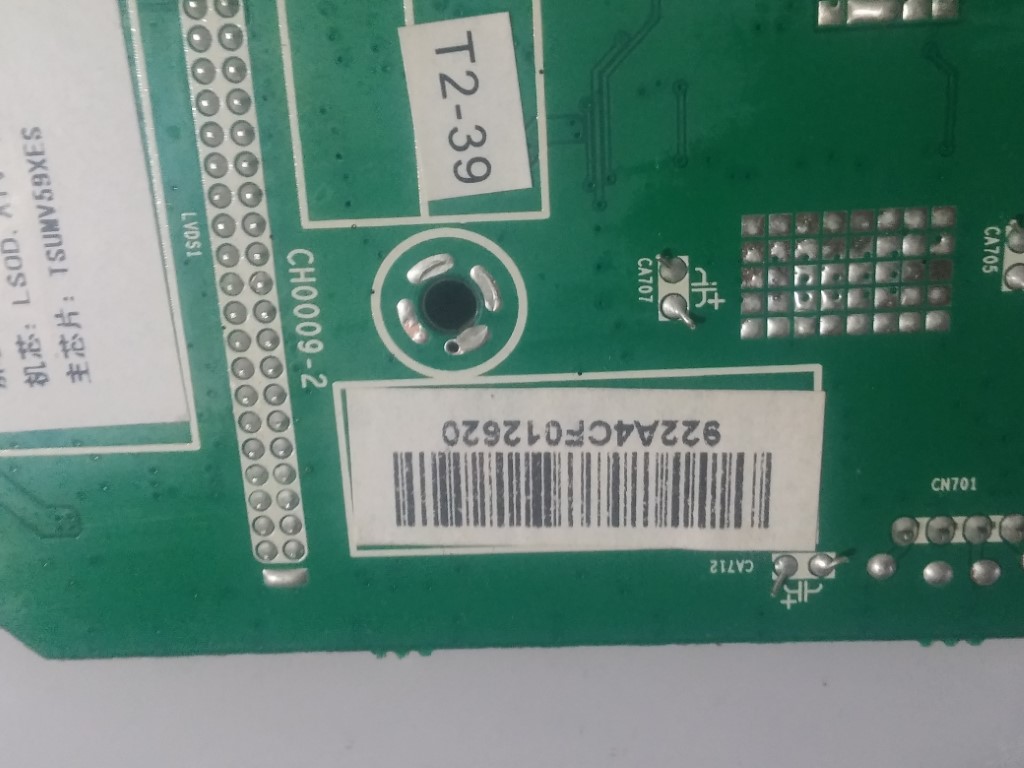 机芯: LSOD.
主芯片: TSUMV59XES
LVDS1
T2-39
CH0009-2
CA707
CA705
922A4CF012620
CN701
CA712